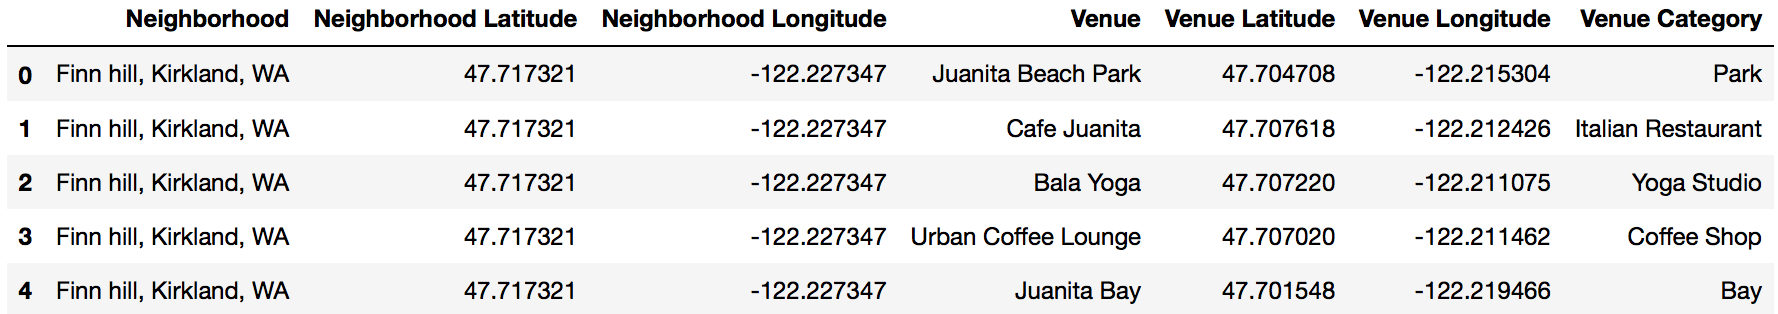 Neighborhood Neighborhood Latitude Neighborhood Longitude Venue Venue Latitude Venue Longitude Venue Category
0 Finn hill, Kirkland, WA 47.717321 -122.227347 Juanita Beach Park 47.704708 -122.215304 Park
1 Finn hill, Kirkland, WA 47.717321 -122.227347 Cafe Juanita 47.707618 -122.212426 Italian Restaurant
2 Finn hill, Kirkland, WA 47.717321 -122.227347 Bala Yoga 47.707220 -122.211075 Yoga Studio
3 Finn hill, Kirkland, WA 47.717321 -122.227347 Urban Coffee Lounge 47.707020 -122.211462 Coffee Shop
4 Finn hill, Kirkland, WA 47.717321 -122.227347 Juanita Bay 47.701548 -122.219466 Bay